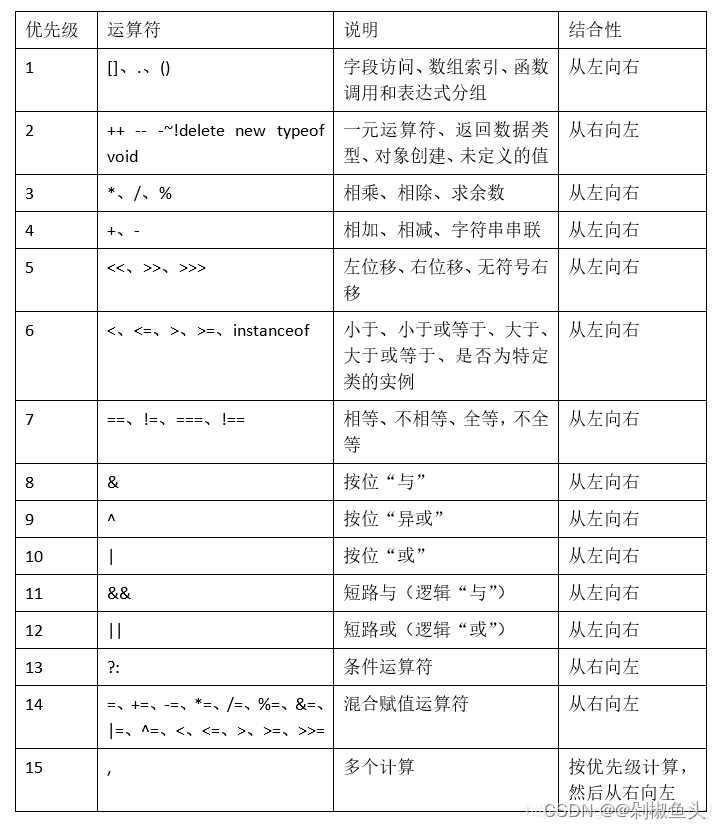 优先级 运算符 说明 结合性
1 []、.、() 字段访问、数组索引、函数 从左向右
调用和表达式分组
2 ++ -- -~!delete new typeof 一元运算符、返回数据类 从右向左
void 型、对象创建、未定义的值
3 *、/、% 相乘、相除、求余数 从左向右
4 +、- 相加、相减、字符串串联 从左向右
5 <<、>>、>>> 左位移、右位移、无符号右 从左向右
移
6 <、<=、>、>=、instanceof 小于、小于或等于、大于、 从左向右
大于或等于、是否为特定
类的实例
7 ==、!=、===、!== 相等、不相等、全等，不全 从左向右
等
8 & 按位“与” 从左向右
9 ^ 按位“异或” 从左向右
10 | 按位“或” 从左向右
11 && 短路与（逻辑“与”） 从左向右
12 || 短路或（逻辑“或”） 从左向右
13 ?: 条件运算符 从右向左
14 =、+=、-=、*=、/=、%=、&=、 混合赋值运算符 从右向左
|=、^=、<、<=、>、>=、>>=
15 , 多个计算 按优先级计算，
然后从右向左
CSDN @@剁椒鱼头